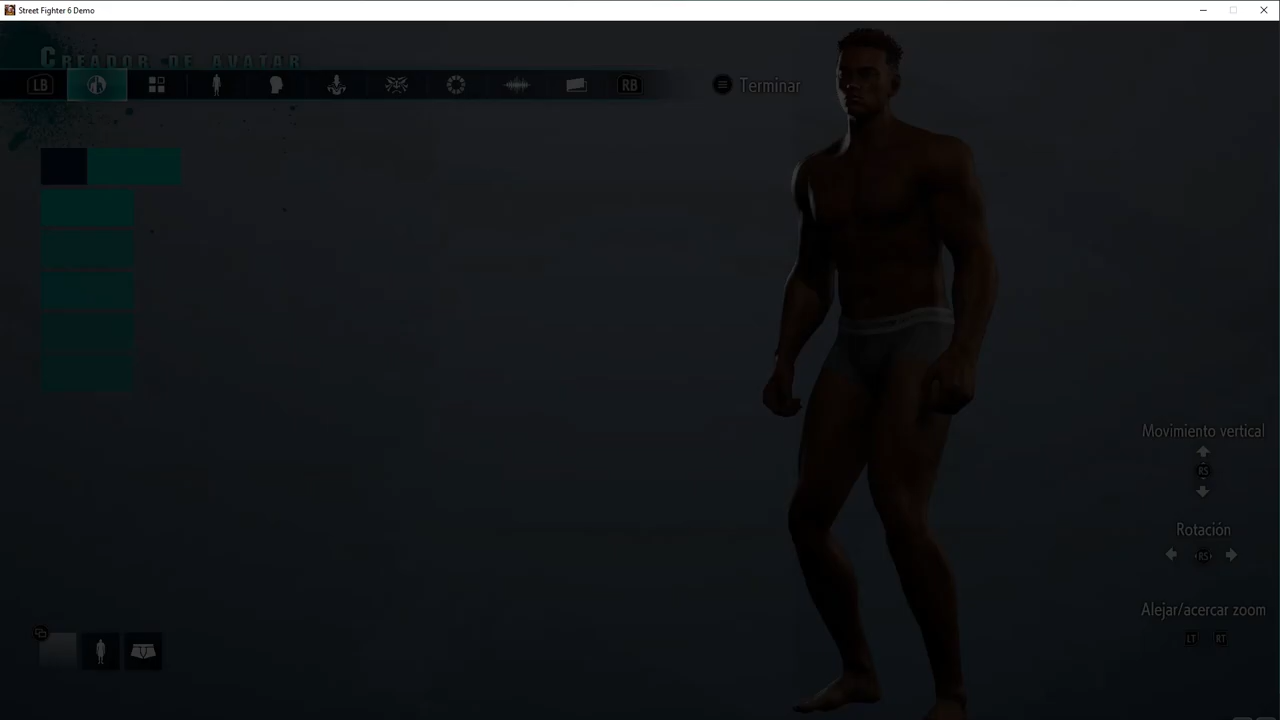 Street Fighter 6 Demo
CREADOR DE AVATAR
LB
RB
Terminar
Movimiento vertical
RS
Rotación
RS
Alejar/acercar zoom
LT RT